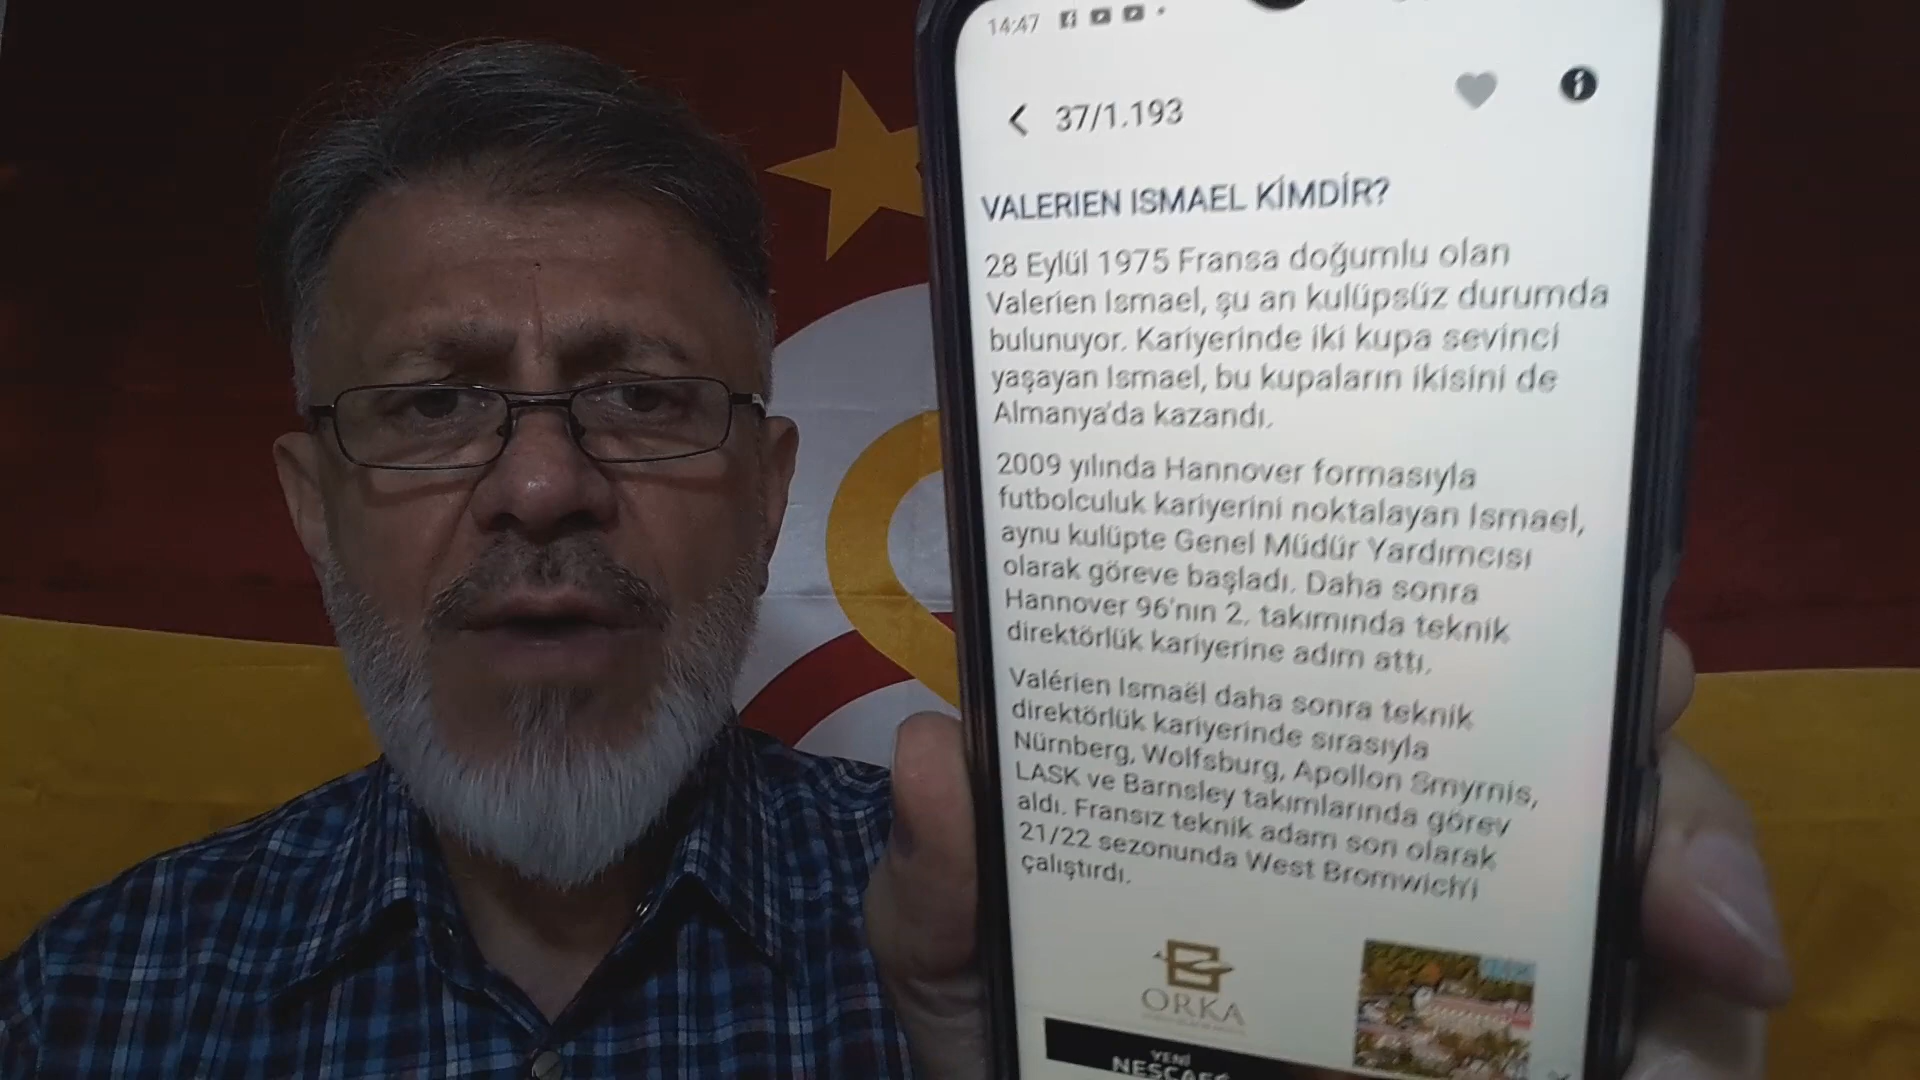 14:47
37/1.193
VALERIEN ISMAEL KİMDİR?
28 Eylül 1975 Fransa doğumlu olan
Valerien Ismael, şu an kulüpsüz durumda
bulunuyor. Kariyerinde iki kupa sevinci
yaşayan Ismael, bu kupaların ikisini de
Almanya'da kazandı.
2009 yılında Hannover formasıyla
futbolculuk kariyerini noktalayan Ismael,
aynu kulüpte Genel Müdür Yardımcısı
olarak göreve başladı. Daha sonra
Hannover 96'nın 2. takımında teknik
direktörlük kariyerine adım attı.
Valérien Ismaël daha sonra teknik
direktörlük kariyerinde sırasıyla
Nürnberg, Wolfsburg, Apollon Smyrnis,
LASK ve Barnsley takımlarında görev
aldı. Fransız teknik adam son olarak
21/22 sezonunda West Bromwich'i
çalıştırdı.
ORKA
YENİ
NESCAFÉ